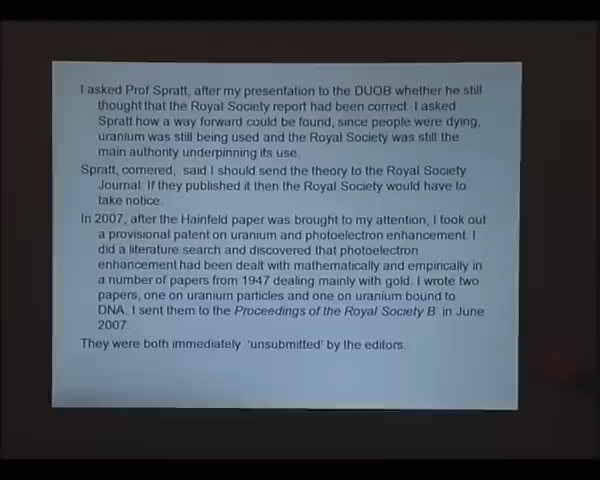 I asked Prof Spratt, after my presentation to the DUOB whether he still
thought that the Royal Society report had been correct. I asked
Spratt how a way forward could be found, since people were dying,
uranium was still being used and the Royal Society was still the
main authority underpinning its use.
Spratt, cornered, said I should send the theory to the Royal Society
Journal. If they published it then the Royal Society would have to
take notice.
In 2007, after the Hainfeld paper was brought to my attention, I took out
a provisional patent on uranium and photoelectron enhancement. I
did a literature search and discovered that photoelectron
enhancement had been dealt with mathematically and empirically in
a number of papers from 1947 dealing mainly with gold. I wrote two
papers, one on uranium particles and one on uranium bound to
DNA. I sent them to the Proceedings of the Royal Society B in June
2007.
They were both immediately 'unsubmitted' by the editors.